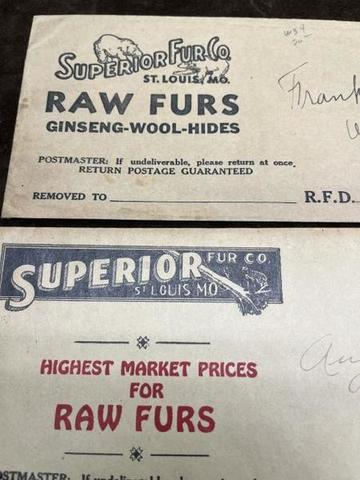 SUPERIOR FUR CO.
ST. LOUIS, MO.
RAW FURS
GINSENG-WOOL-HIDES
Frank
POSTMASTER: If undeliverable, please return at once.
RETURN POSTAGE GUARANTEED
REMOVED TO R.F.D.
SUPERIOR FUR CO.
ST LOUIS MO
HIGHEST MARKET PRICES
FOR
RAW FURS